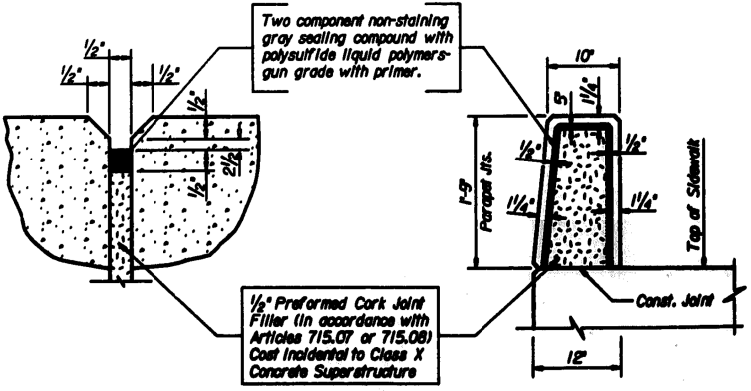 Two component non-staining
gray sealing compound with
polysulfide liquid polymers-
gun grade with primer.
1/2"
1/2"
1/2"
1/2"
2 1/2
1/2"
10"
5"
1 1/4"
1/2"
1/2"
1'-9"
Parapet Jts.
1 1/4"
1 1/4"
Top of Sidewalk
Const. Joint
12"
1/2" Preformed Cork Joint
Filler (in accordance with
Articles 715.07 or 715.08)
Cost incidental to Class X
Concrete Superstructure